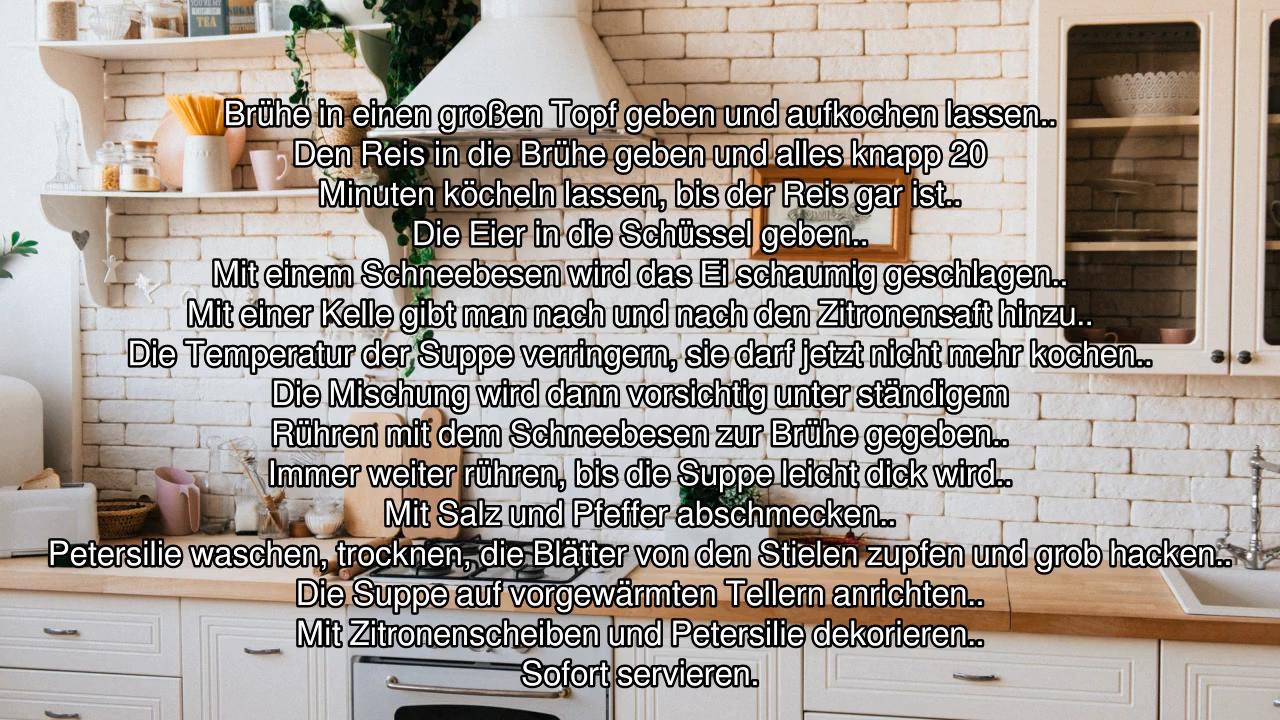 YOU'RE MY
TEA
Brühe in einen großen Topf geben und aufkochen lassen..
Den Reis in die Brühe geben und alles knapp 20
Minuten köcheln lassen, bis der Reis gar ist..
Die Eier in die Schüssel geben..
Mit einem Schneebesen wird das Ei schaumig geschlagen..
Mit einer Kelle gibt man nach und nach den Zitronensaft hinzu..
Die Temperatur der Suppe verringern, sie darf jetzt nicht mehr kochen..
Die Mischung wird dann vorsichtig unter ständigem
Rühren mit dem Schneebesen zur Brühe gegeben..
Immer weiter rühren, bis die Suppe leicht dick wird..
Mit Salz und Pfeffer abschmecken..
Petersilie waschen, trocknen, die Blätter von den Stielen zupfen und grob hacken..
Die Suppe auf vorgewärmten Tellern anrichten..
Mit Zitronenscheiben und Petersilie dekorieren..
Sofort servieren.